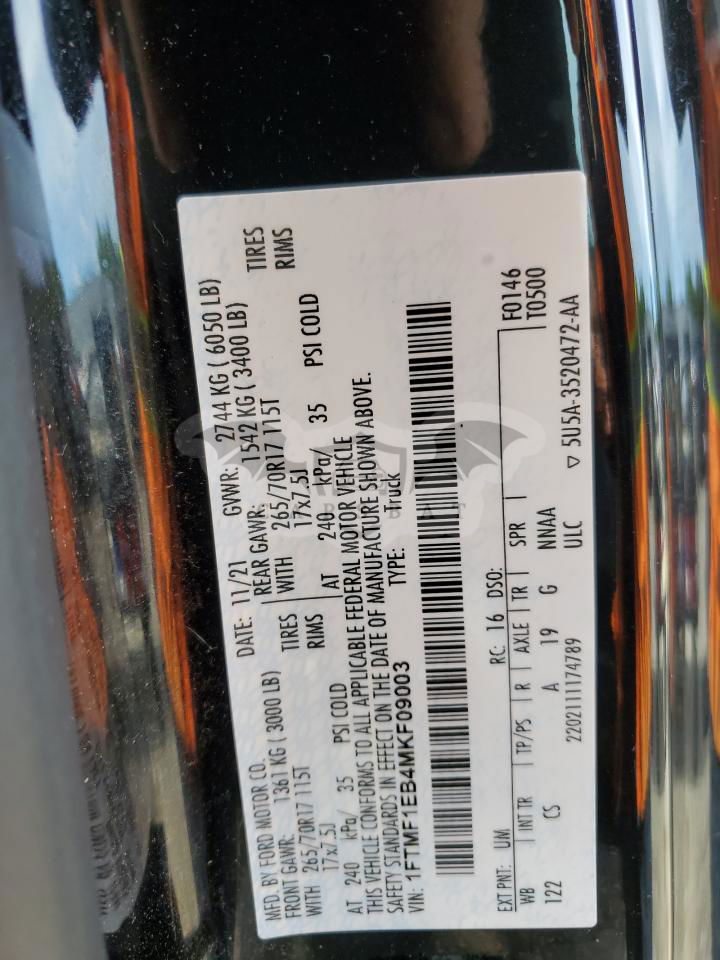 MFD. BY FORD MOTOR CO.
DATE: 11/21 GVWR: 2744 KG ( 6050 LB)
FRONT GAWR: 1361 KG ( 3000 LB) REAR GAWR: 1542 KG ( 3400 LB)
WITH 265/70R17 115T TIRES WITH 265/70R17 115T TIRES
17x7.5J RIMS 17x7.5J RIMS
AT 240 kPa/ 35 PSI COLD AT 240 kPa/ 35 PSI COLD
THIS VEHICLE CONFORMS TO ALL APPLICABLE FEDERAL MOTOR VEHICLE
SAFETY STANDARDS IN EFFECT ON THE DATE OF MANUFACTURE SHOWN ABOVE.
VIN: 1FTMF1EB4MKF09003 TYPE: Truck
F0146
EXT PNT: UM RC: 16 DSO: T0500
WB INT TR TP/PS R AXLE TR SPR
122 CS A 19 G NNAA
ULC
2202111174789 ▽ 5U5A-3520472-AA